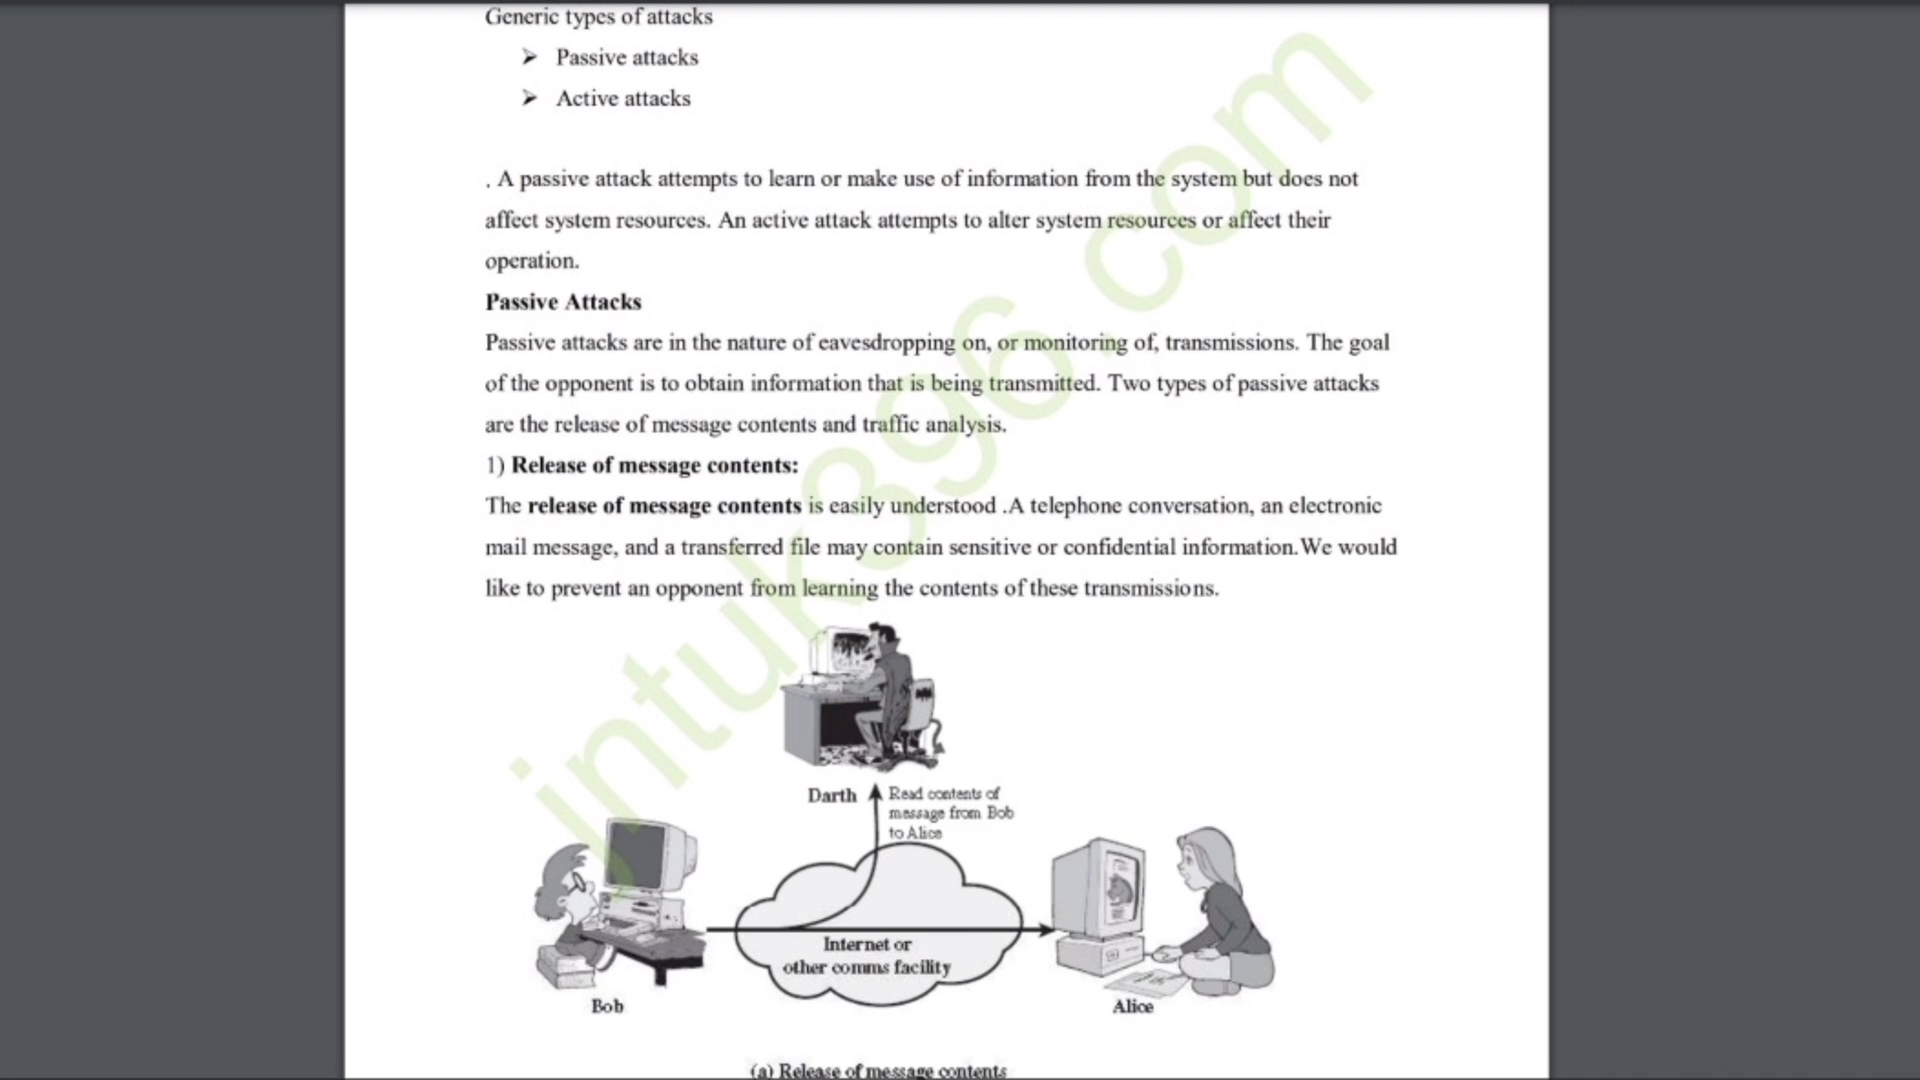 Generic types of attacks
➢ Passive attacks
➢ Active attacks
. A passive attack attempts to learn or make use of information from the system but does not
affect system resources. An active attack attempts to alter system resources or affect their
operation.
Passive Attacks
Passive attacks are in the nature of eavesdropping on, or monitoring of, transmissions. The goal
of the opponent is to obtain information that is being transmitted. Two types of passive attacks
are the release of message contents and traffic analysis.
1) Release of message contents:
The release of message contents is easily understood .A telephone conversation, an electronic
mail message, and a transferred file may contain sensitive or confidential information.We would
like to prevent an opponent from learning the contents of these transmissions.
jntuk396.com
Darth
Read contents of
message from Bob
to Alice
Internet or
other comms facility
Bob
Alice
(a) Release of message contents